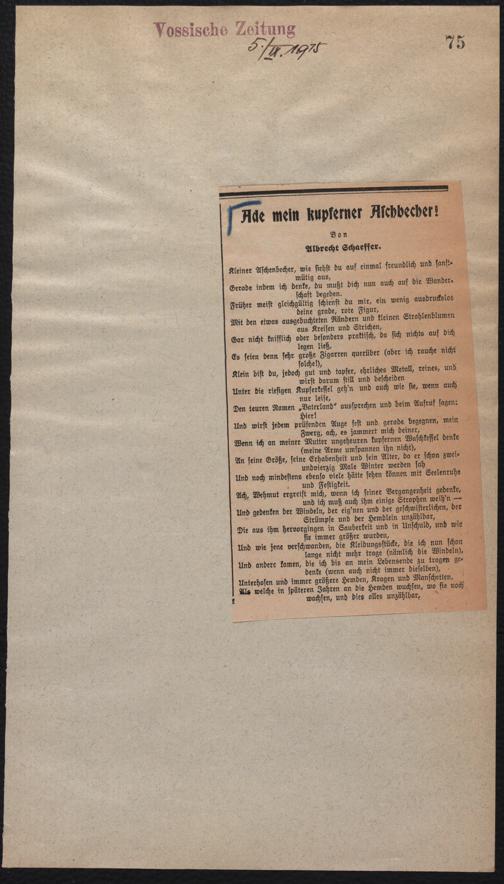 Vossische Zeitung
75
Ade mein kupferner Aschbecher!
Von
Albrecht Schaeffer.
Kleiner Aschenbecher, wie siehst du auf einmal freundlich und sanft-
mütig aus,
Gerade indem ich denke, du mußt dich nun auch auf die Wander-
schaft begeben.
Früher meist gleichgültig schienst du mir, ein wenig ausdruckslos
deine grade, rote Figur,
Mit den etwas ausgebuchteten Rändern und kleinen Strahlenblumen
aus Kreisen und Strichen,
Gar nicht knifflich oder besonders praktisch, da sich nichts auf dich
legen ließ,
Es seien denn sehr große Zigarren querüber (aber ich rauche nicht
solche),
Klein bist du, jedoch gut und tapfer, ehrliches Metall, reines, und
wirst darum still und bescheiden
Unter die riesigen Kupferkessel geh'n und auch wie sie, wenn auch
nur leise,
Den teuren Namen „Vaterland" aussprechen und beim Aufruf sagen:
Hier!
Und wirst jedem prüfenden Auge fest und gerade begegnen, mein
Zwerg, ach, es jammert mich deiner,
Wenn ich an meiner Mutter ungeheuren kupfernen Waschkessel denke
(meine Arme umspannen ihn nicht),
An seine Größe, seine Erhabenheit und sein Alter, da er schon zwei-
undvierzig Male Winter werden sah
Und noch mindestens ebenso viele hätte sehen können mit Seelenruhe
und Festigkeit.
Ach, Wehmut ergreift mich, wenn ich seiner Vergangenheit gedenke,
und ich muß auch ihm einige Strophen weih'n —
Und gedenken der Windeln, der eig'nen und der geschwisterlichen, der
Strümpfe und der Hemdlein unzählbar,
Die aus ihm hervorgingen in Sauberkeit und in Unschuld, und wie
sie immer größer wurden,
Und wie jene verschwanden, die Kleidungsstücke, die ich nun schon
lange nicht mehr trage (nämlich die Windeln),
Und andere kamen, die ich bis an mein Lebensende zu tragen ge-
denke (wenn auch nicht immer dieselben),
Unterhosen und immer größere Hemden, Kragen und Manschetten.
Als welche in späteren Jahren an die Hemden wuchsen, wo sie noch
wachsen, und dies alles unzählbar,